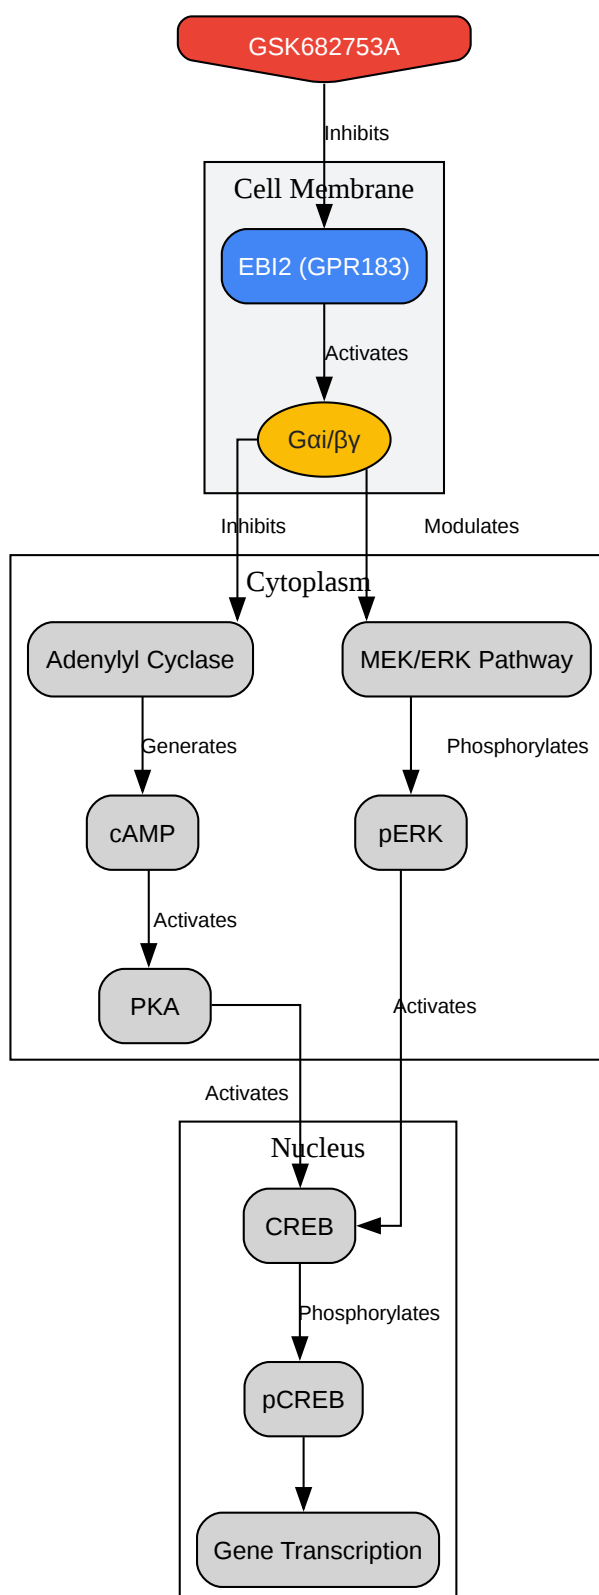 GSK682753A
Inhibits
Cell Membrane
EBI2 (GPR183)
Activates
Gαi/βγ
Inhibits
Modulates
Cytoplasm
Adenylyl Cyclase
MEK/ERK Pathway
Generates
Phosphorylates
cAMP
pERK
Activates
PKA
Activates
Activates
Nucleus
CREB
Phosphorylates
pCREB
Gene Transcription